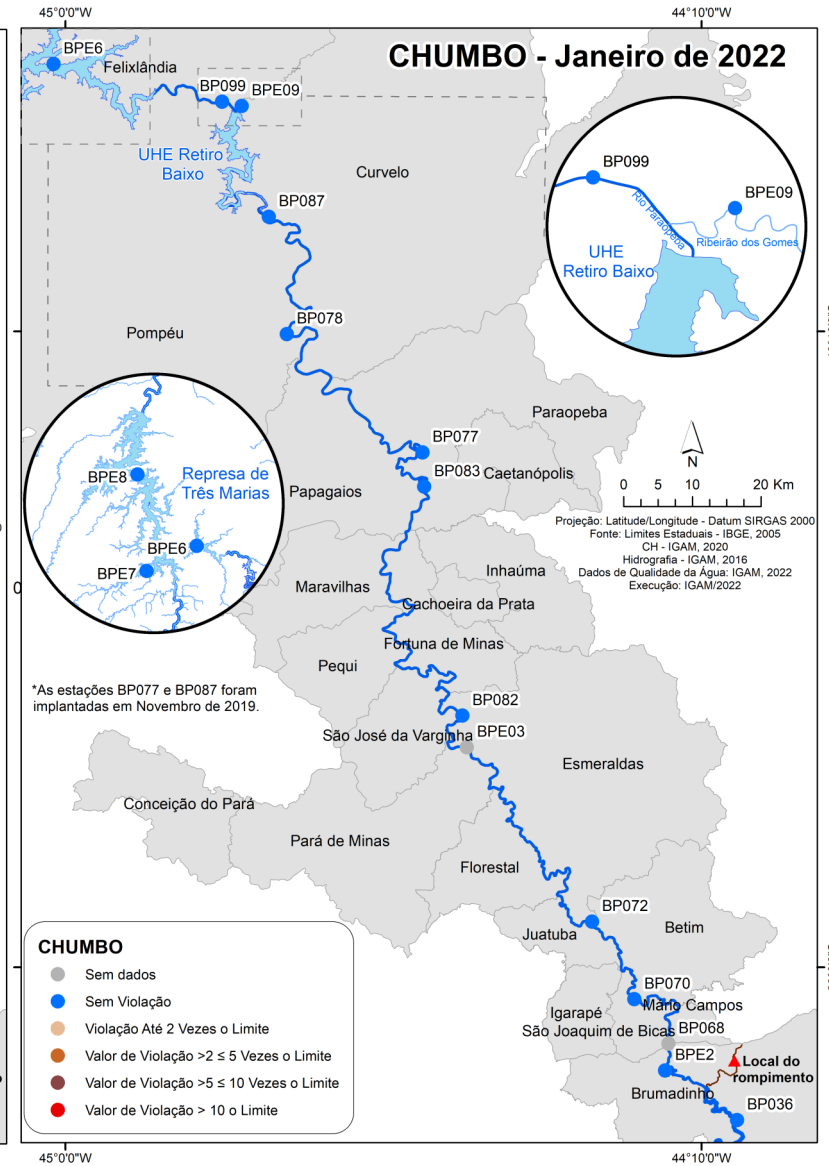 45°0'0"W
44°10'0"W
CHUMBO - Janeiro de 2022
BPE6
Felixlândia
BP099
BPE09
UHE Retiro
Baixo
Curvelo
BP087
BP099
BPE09
Rio Paraopeba
Ribeirão dos Gomes
UHE
Retiro Baixo
BP078
Pompéu
Paraopeba
BP077
Caetanópolis
BP083
Papagaios
BPE8
Represa de
Três Marias
BPE6
BPE7
N
0 5 10 20 Km
Projeção: Latitude/Longitude - Datum SIRGAS 2000
Fonte: Limites Estaduais - IBGE, 2005
CH - IGAM, 2020
Hidrografia - IGAM, 2016
Dados de Qualidade da Água: IGAM, 2022
Execução: IGAM/2022
Inhaúma
Maravilhas
Cachoeira da Prata
Fortuna de Minas
Pequi
*As estações BP077 e BP087 foram
implantadas em Novembro de 2019.
BP082
São José da Varginha
BPE03
Esmeraldas
Conceição do Pará
Pará de Minas
Florestal
BP072
Juatuba
Betim
BP070
Mário Campos
Igarapé
São Joaquim de Bicas
BP068
BPE2
Local do
rompimento
Brumadinho
BP036
CHUMBO
Sem dados
Sem Violação
Violação Até 2 Vezes o Limite
Valor de Violação >2 ≤ 5 Vezes o Limite
Valor de Violação >5 ≤ 10 Vezes o Limite
Valor de Violação > 10 o Limite
45°0'0"W
44°10'0"W